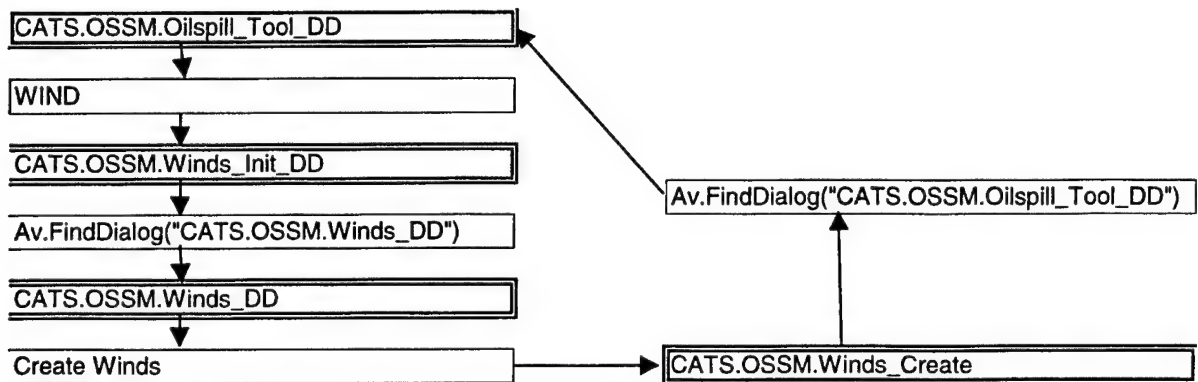 CATS.OSSM.Oilspill_Tool_DD
WIND
CATS.OSSM.Winds_Init_DD
Av.FindDialog("CATS.OSSM.Winds_DD")
CATS.OSSM.Winds_DD
Create Winds
CATS.OSSM.Winds_Create
Av.FindDialog("CATS.OSSM.Oilspill_Tool_DD")